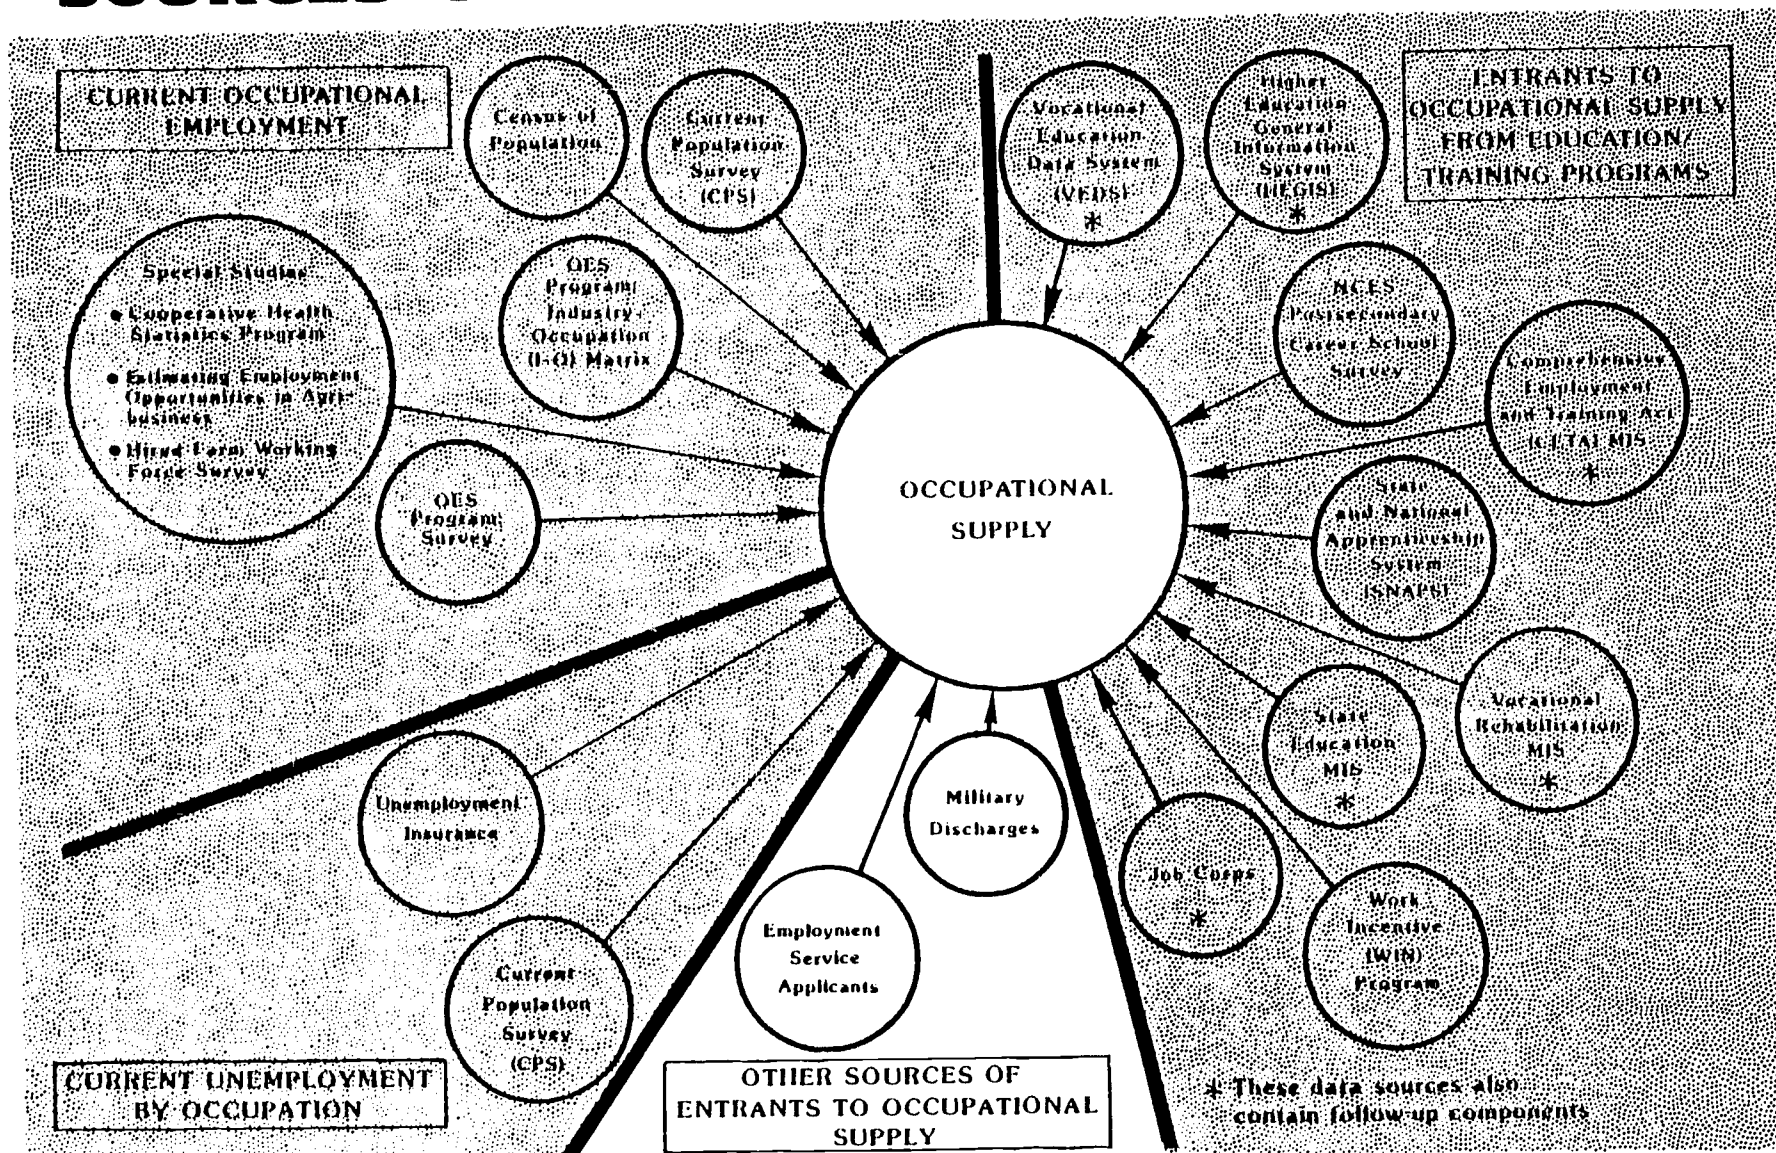 CURRENT OCCUPATIONAL
EMPLOYMENT
Census of
Population
Current
Population
Survey
(CPS)
Vocational
Education
Data System
(VEDS)
*
Higher
Education
General
Information
System
(HEGIS)
*
ENTRANTS TO
OCCUPATIONAL SUPPLY
FROM EDUCATION/
TRAINING PROGRAMS
Special Studies
• Cooperative Health
Statistics Program
• Estimating Employment
Opportunities in Agri-
business
• Hired Farm Working
Force Survey
OES
Program:
Industry-
Occupation
(I-O) Matrix
NCES
Postsecondary
Career School
Survey
Comprehensive
Employment
and Training Act
(CETA) MIS
*
OES
Program:
Survey
OCCUPATIONAL
SUPPLY
State
and National
Apprenticeship
System
(SNAPS)
Vocational
Rehabilitation
MIS
*
State
Education
MIS
*
Unemployment
Insurance
Military
Discharges
Job Corps
*
Work
Incentive
(WIN)
Program
Employment
Service
Applicants
Current
Population
Survey
(CPS)
CURRENT UNEMPLOYMENT
BY OCCUPATION
OTHER SOURCES OF
ENTRANTS TO OCCUPATIONAL
SUPPLY
* These data sources also
contain follow-up components